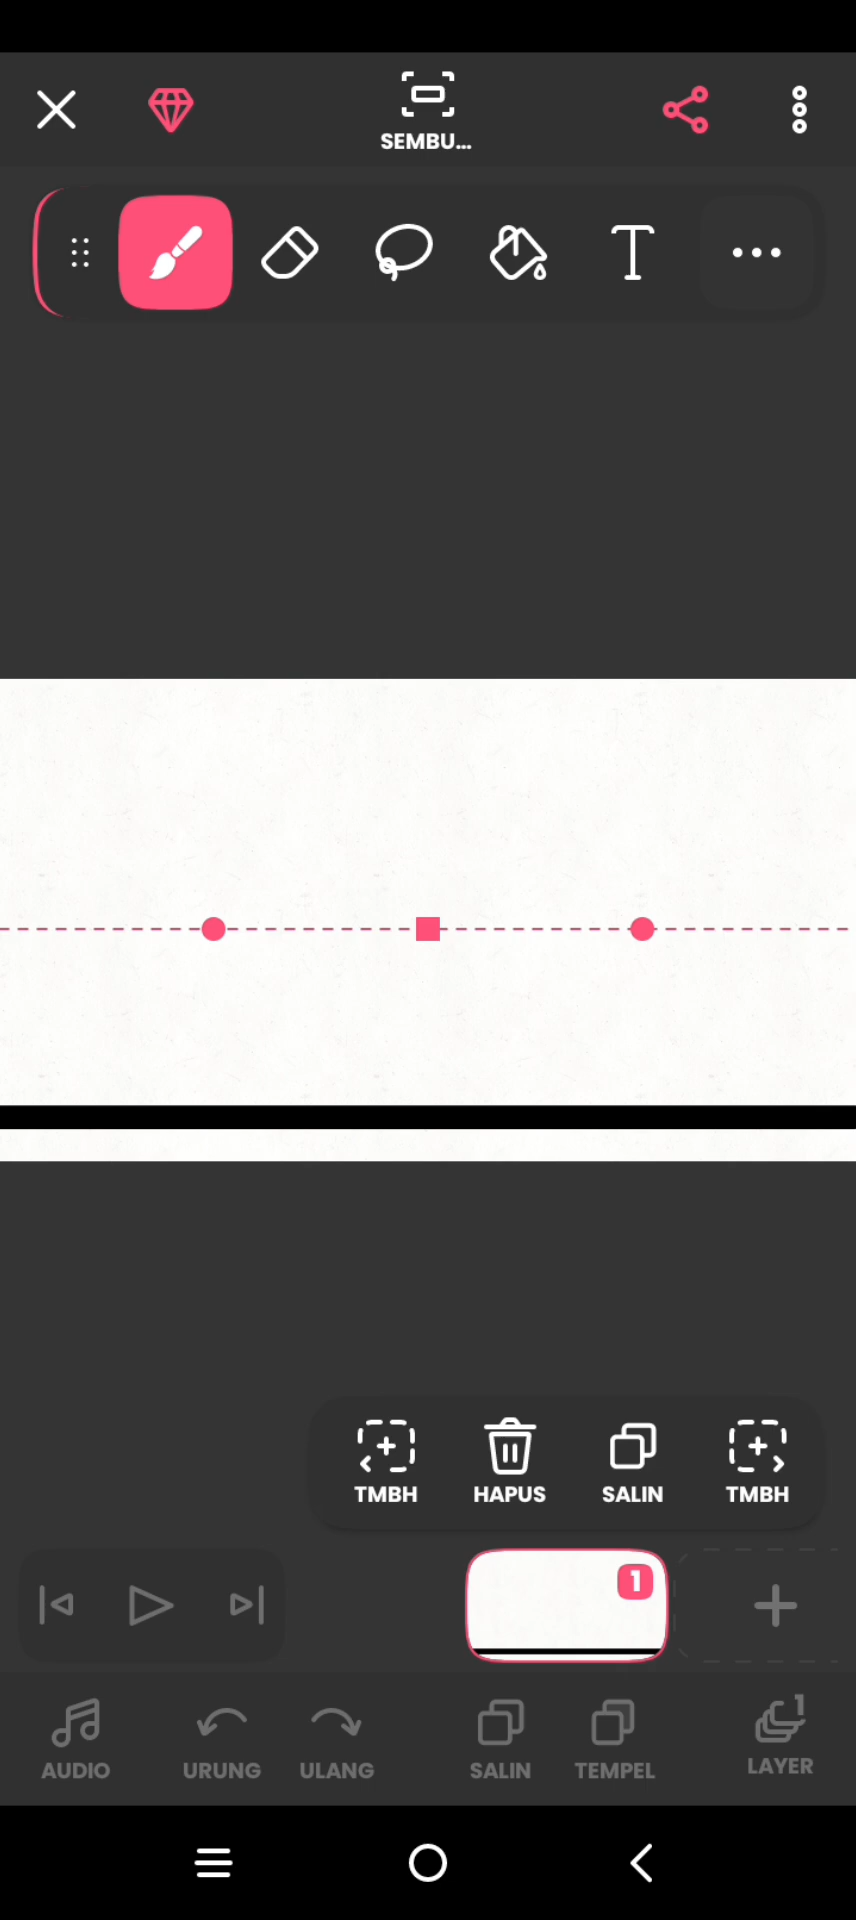 SEMBU...
T
TMBH HAPUS SALIN TMBH
1
1
AUDIO URUNG ULANG SALIN TEMPEL LAYER